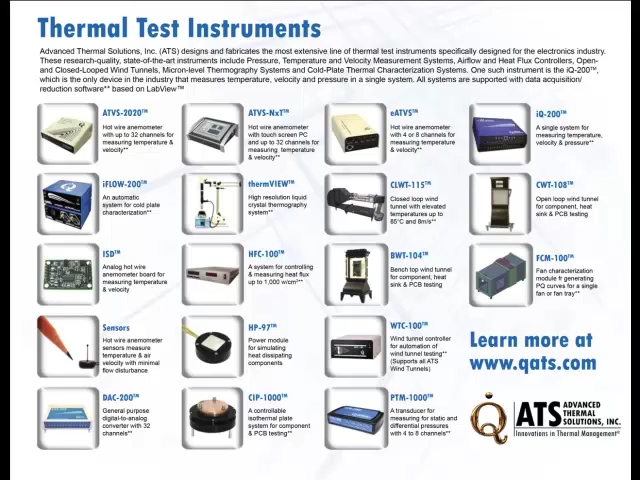 Thermal Test Instruments
Advanced Thermal Solutions, Inc. (ATS) designs and fabricates the most extensive line of thermal test instruments specifically designed for the electronics industry.
These research-quality, state-of-the-art instruments include Pressure, Temperature and Velocity Measurement Systems, Airflow and Heat Flux Controllers, Open-
and Closed-Looped Wind Tunnels, Micron-level Thermography Systems and Cold-Plate Thermal Characterization Systems. One such instrument is the iQ-200™,
which is the only device in the industry that measures temperature, velocity and pressure in a single system. All systems are supported with data acquisition/
reduction software** based on LabView™
ATVS-2020™
Hot wire anemometer
with up to 32 channels for
measuring temperature &
velocity**
ATVS-NxT™
Hot wire anemometer
with touch screen PC
and up to 32 channels for
measuring temperature
& velocity**
eATVS™
Hot wire anemometer
with 4 or 8 channels for
measuring temperature
& velocity**
iQ-200™
A single system for
measuring temperature,
velocity & pressure**
iFLOW-200™
An automatic
system for cold plate
characterization**
thermVIEW™
High resolution liquid
crystal thermography
system**
CLWT-115™
Closed loop wind
tunnel with elevated
temperatures up to
85°C and 8m/s**
CWT-108™
Open loop wind tunnel
for component, heat
sink & PCB testing
ISD™
Analog hot wire
anemometer board for
measuring temperature
& velocity
HFC-100™
A system for controlling
& measuring heat flux
up to 1,000 w/cm²**
BWT-104™
Bench top wind tunnel
for component, heat
sink & PCB testing
FCM-100™
Fan characterization
module fr generating
PQ curves for a single
fan or fan tray**
Sensors
Hot wire anemometer
sensors measure
temperature & air
velocity with minimal
flow disturbance
HP-97™
Power module
for simulating
heat dissipating
components
WTC-100™
Wind tunnel controller
for automation of
wind tunnel testing**
(Supports all ATS
Wind Tunnels)
Learn more at
www.qats.com
DAC-200™
General purpose
digital-to-analog
converter with 32
channels**
CIP-1000™
A controllable
isothermal plate
system for component
& PCB testing**
PTM-1000™
A transducer for
measuring for static and
differential pressures
with 4 to 8 channels**
ATS ADVANCED
THERMAL
SOLUTIONS, INC.
Innovations in Thermal Management®